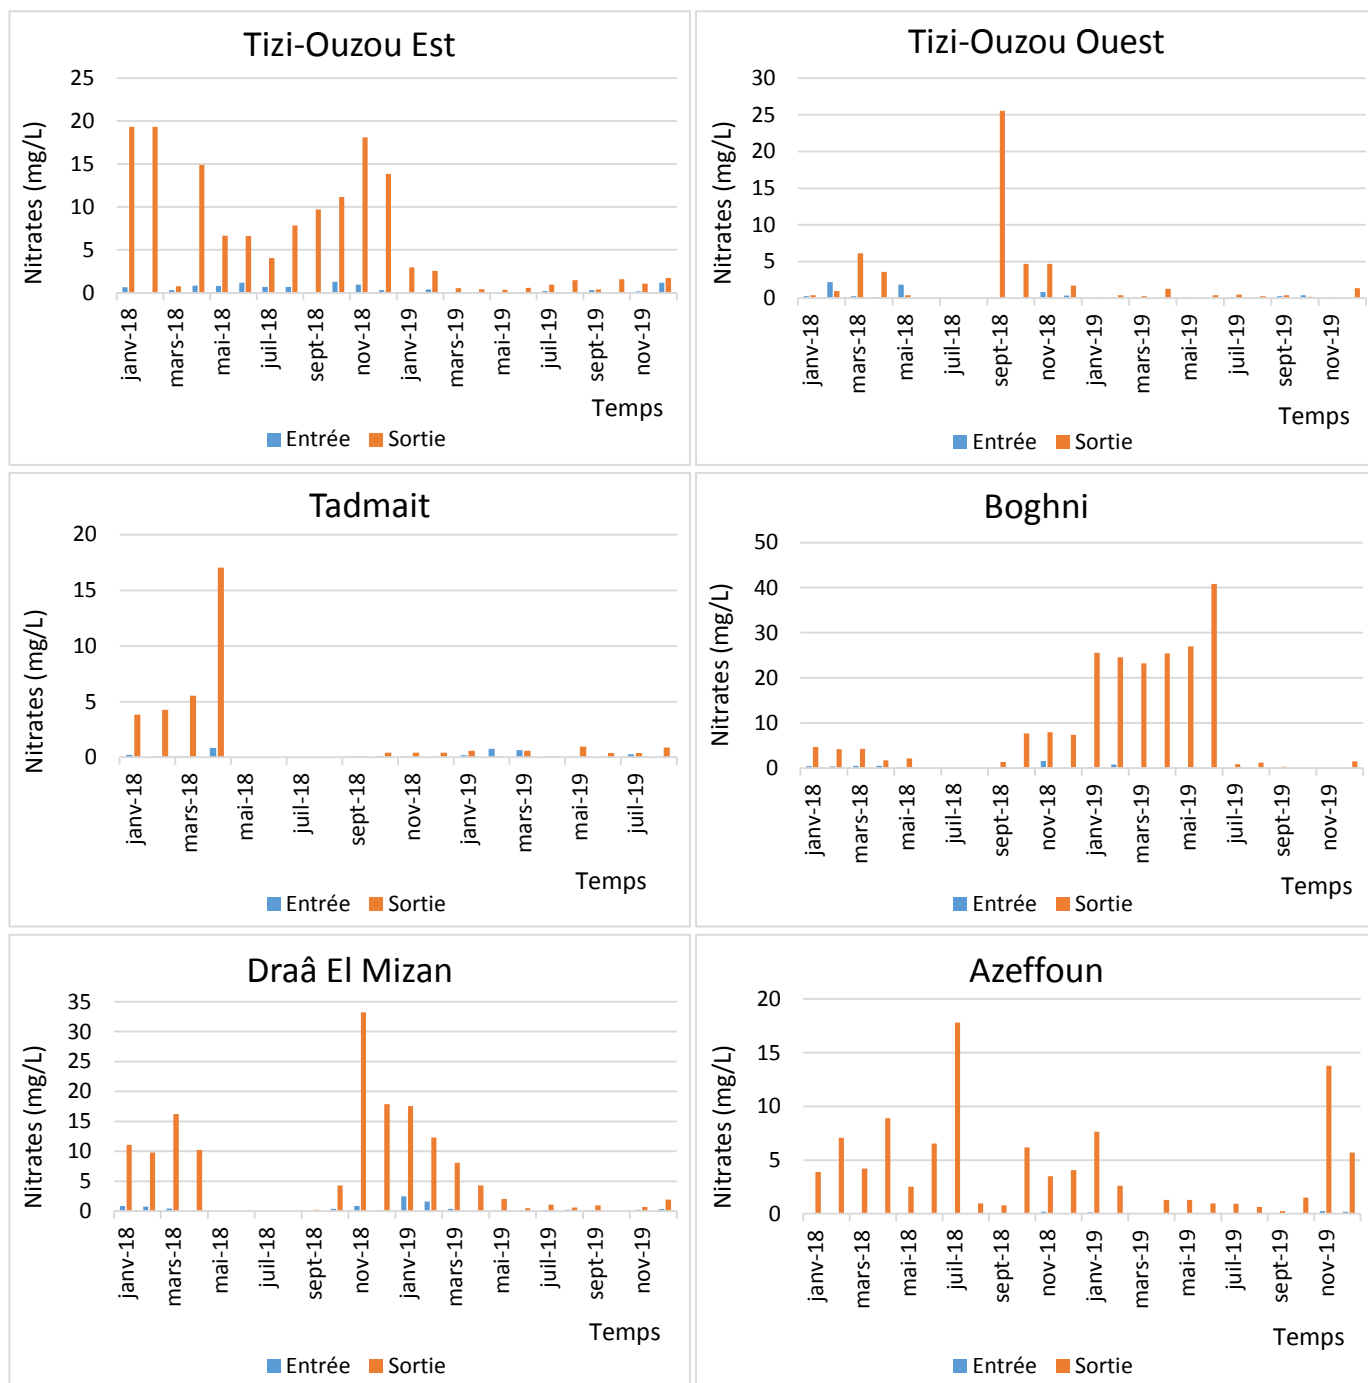 Tizi-Ouzou Est
Nitrates (mg/L)
25
20
15
10
5
0
janv-18
mars-18
mai-18
juil-18
sept-18
nov-18
janv-19
mars-19
mai-19
juil-19
sept-19
nov-19
Temps
Entrée Sortie
Tizi-Ouzou Ouest
Nitrates (mg/L)
30
25
20
15
10
5
0
janv-18
mars-18
mai-18
juil-18
sept-18
nov-18
janv-19
mars-19
mai-19
juil-19
sept-19
nov-19
Temps
Entrée Sortie
Tadmait
Nitrates (mg/L)
20
15
10
5
0
janv-18
mars-18
mai-18
juil-18
sept-18
nov-18
janv-19
mars-19
mai-19
juil-19
Temps
Entrée Sortie
Boghni
Nitrates (mg/L)
50
40
30
20
10
0
janv-18
mars-18
mai-18
juil-18
sept-18
nov-18
janv-19
mars-19
mai-19
juil-19
sept-19
nov-19
Temps
Entrée Sortie
Draâ El Mizan
Nitrates (mg/L)
35
30
25
20
15
10
5
0
janv-18
mars-18
mai-18
juil-18
sept-18
nov-18
janv-19
mars-19
mai-19
juil-19
sept-19
nov-19
Temps
Entrée Sortie
Azeffoun
Nitrates (mg/L)
20
15
10
5
0
janv-18
mars-18
mai-18
juil-18
sept-18
nov-18
janv-19
mars-19
mai-19
juil-19
sept-19
nov-19
Temps
Entrée Sortie